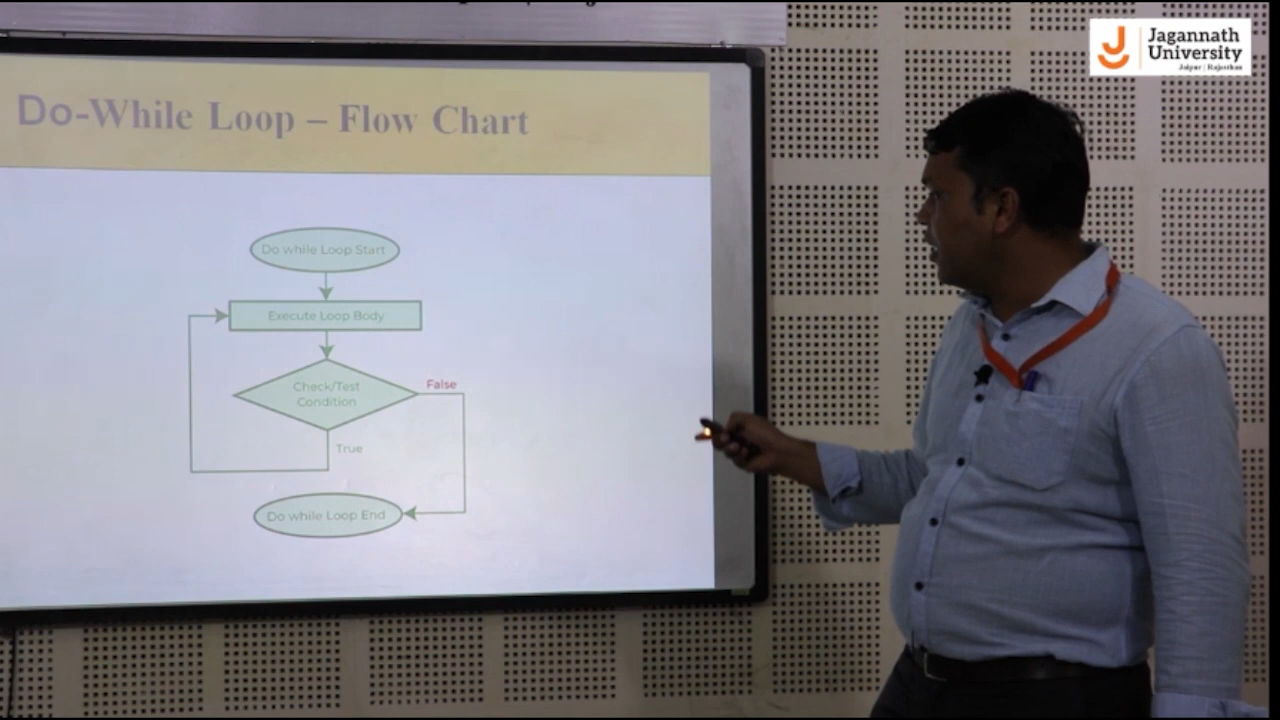 Jagannath
University
Jaipur | Rajasthan
Do-While Loop – Flow Chart
Do while Loop Start
Execute Loop Body
Check/Test
Condition
False
True
Do while Loop End